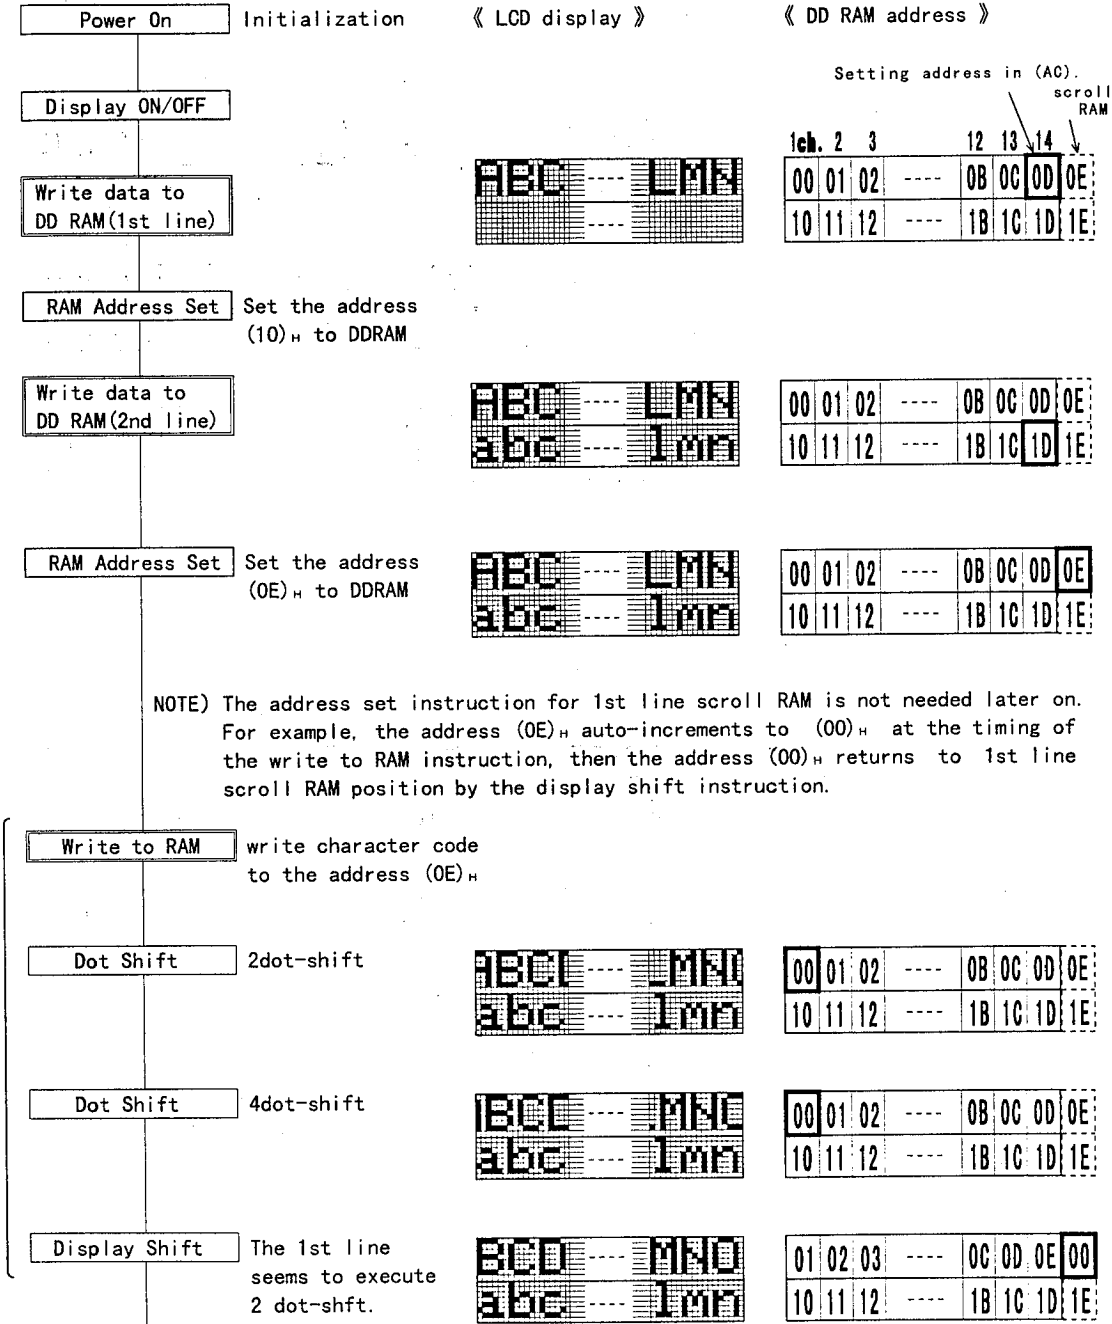 Power On Initialization 《 LCD display 》 《 DD RAM address 》
Setting address in (AC).
scroll
RAM
Display ON/OFF
1ch. 2 3 12 13 14
Write data to
DD RAM(1st line)
ABC ---- LMN
----
00 01 02 ---- 0B 0C 0D 0E
10 11 12 ---- 1B 1C 1D 1E
RAM Address Set Set the address
(10)H to DDRAM
Write data to
DD RAM(2nd line)
ABC ---- LMN
abc ---- lmn
00 01 02 ---- 0B 0C 0D 0E
10 11 12 ---- 1B 1C 1D 1E
RAM Address Set Set the address
(0E)H to DDRAM
ABC ---- LMN
abc ---- lmn
00 01 02 ---- 0B 0C 0D 0E
10 11 12 ---- 1B 1C 1D 1E
NOTE) The address set instruction for 1st line scroll RAM is not needed later on.
For example, the address (0E)H auto-increments to (00)H at the timing of
the write to RAM instruction, then the address (00)H returns to 1st line
scroll RAM position by the display shift instruction.
Write to RAM write character code
to the address (0E)H
Dot Shift 2dot-shift
ABC ---- LMN
abc ---- lmn
00 01 02 ---- 0B 0C 0D 0E
10 11 12 ---- 1B 1C 1D 1E
Dot Shift 4dot-shift
BC ---- MN
abc ---- lmn
00 01 02 ---- 0B 0C 0D 0E
10 11 12 ---- 1B 1C 1D 1E
Display Shift The 1st line
seems to execute
2 dot-shft.
BCD ---- MNO
abc ---- lmn
01 02 03 ---- 0C 0D 0E 00
10 11 12 ---- 1B 1C 1D 1E